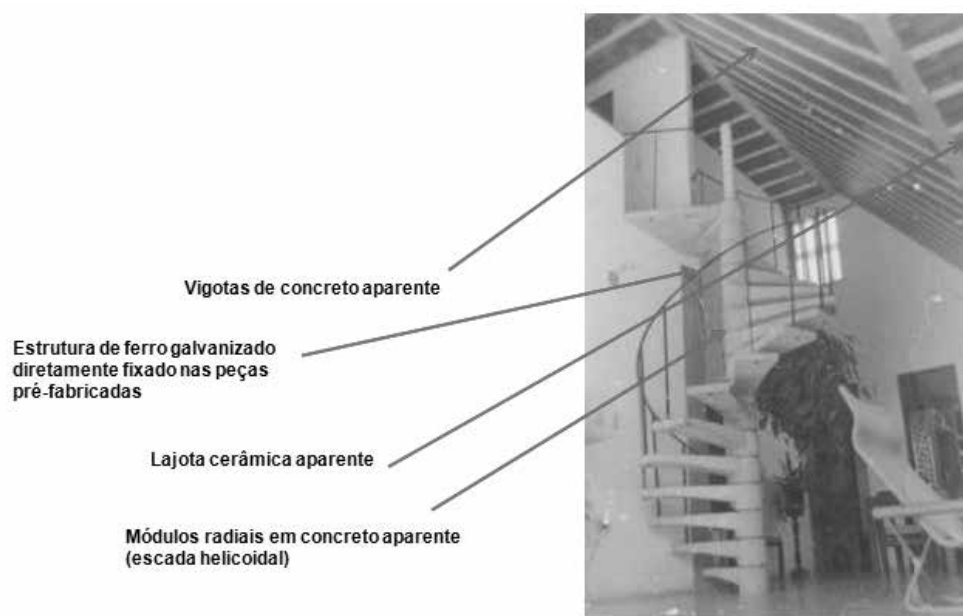 Vigotas de concreto aparente
Estrutura de ferro galvanizado
diretamente fixado nas peças
pré-fabricadas
Lajota cerâmica aparente
Módulos radiais em concreto aparente
(escada helicoidal)